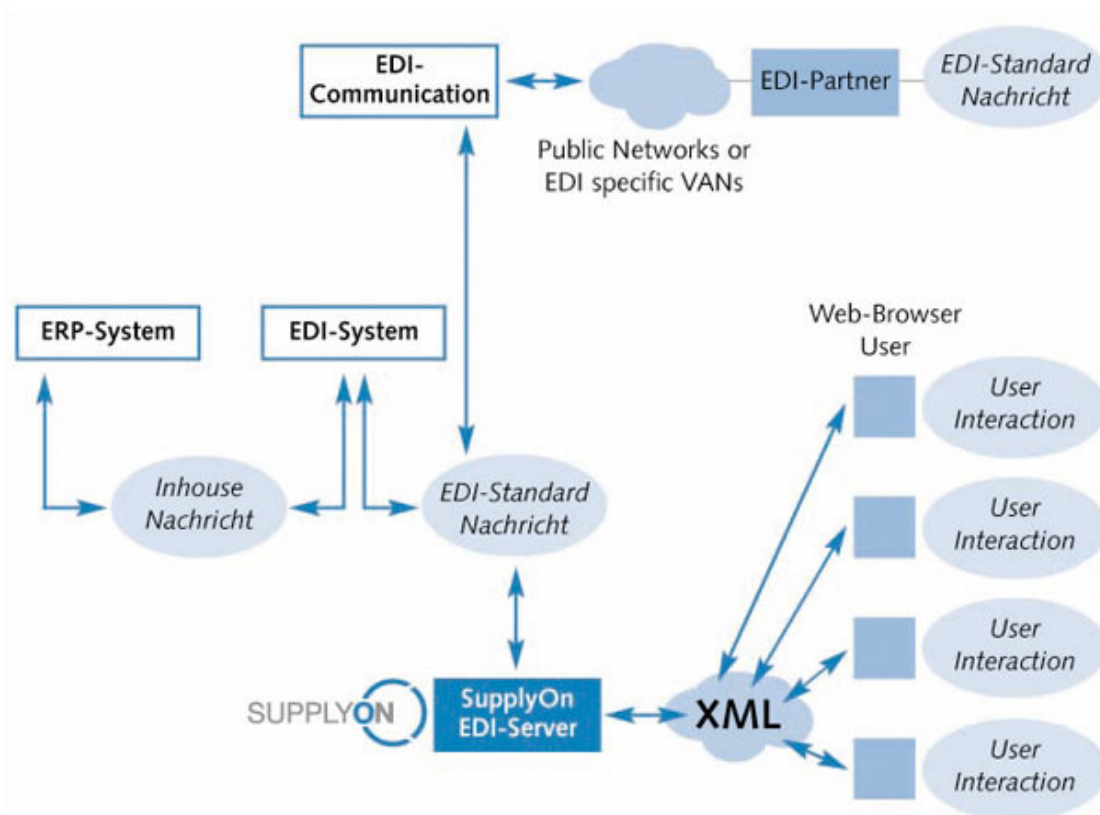 EDI-
Communication
EDI-Partner
EDI-Standard
Nachricht
Public Networks or
EDI specific VANs
ERP-System
EDI-System
Web-Browser
User
User
Interaction
Inhouse
Nachricht
EDI-Standard
Nachricht
User
Interaction
User
Interaction
SUPPLYON
SupplyOn
EDI-Server
XML
User
Interaction